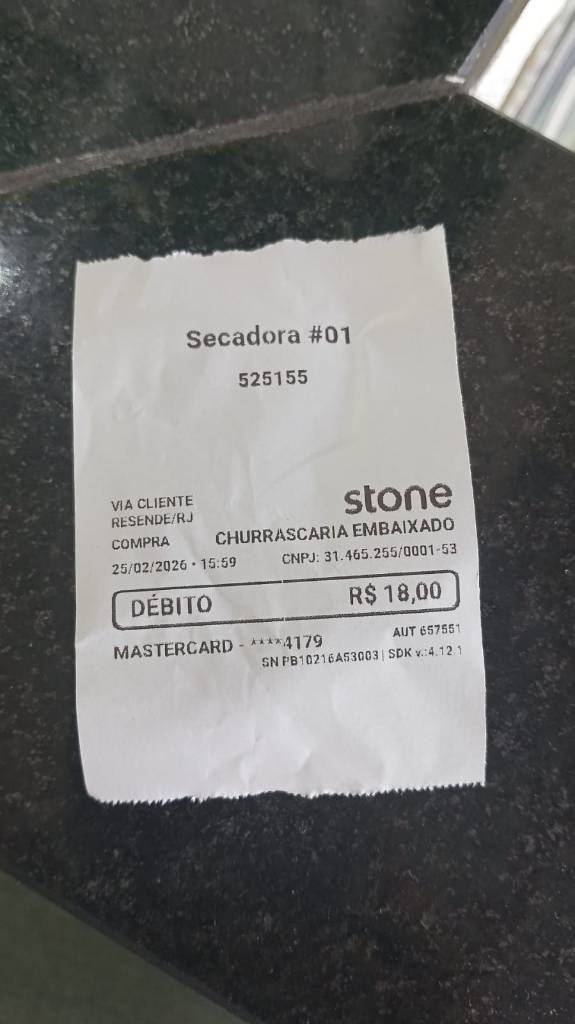 Secadora #01
525155
VIA CLIENTE
stone
RESENDE/RJ
COMPRA CHURRASCARIA EMBAIXADO
25/02/2026 · 15:59 CNPJ: 31.465.255/0001-53
DÉBITO R$ 18,00
MASTERCARD - ****4179 AUT 657551
SN PB10216A53003 | SDK v.:4.12.1